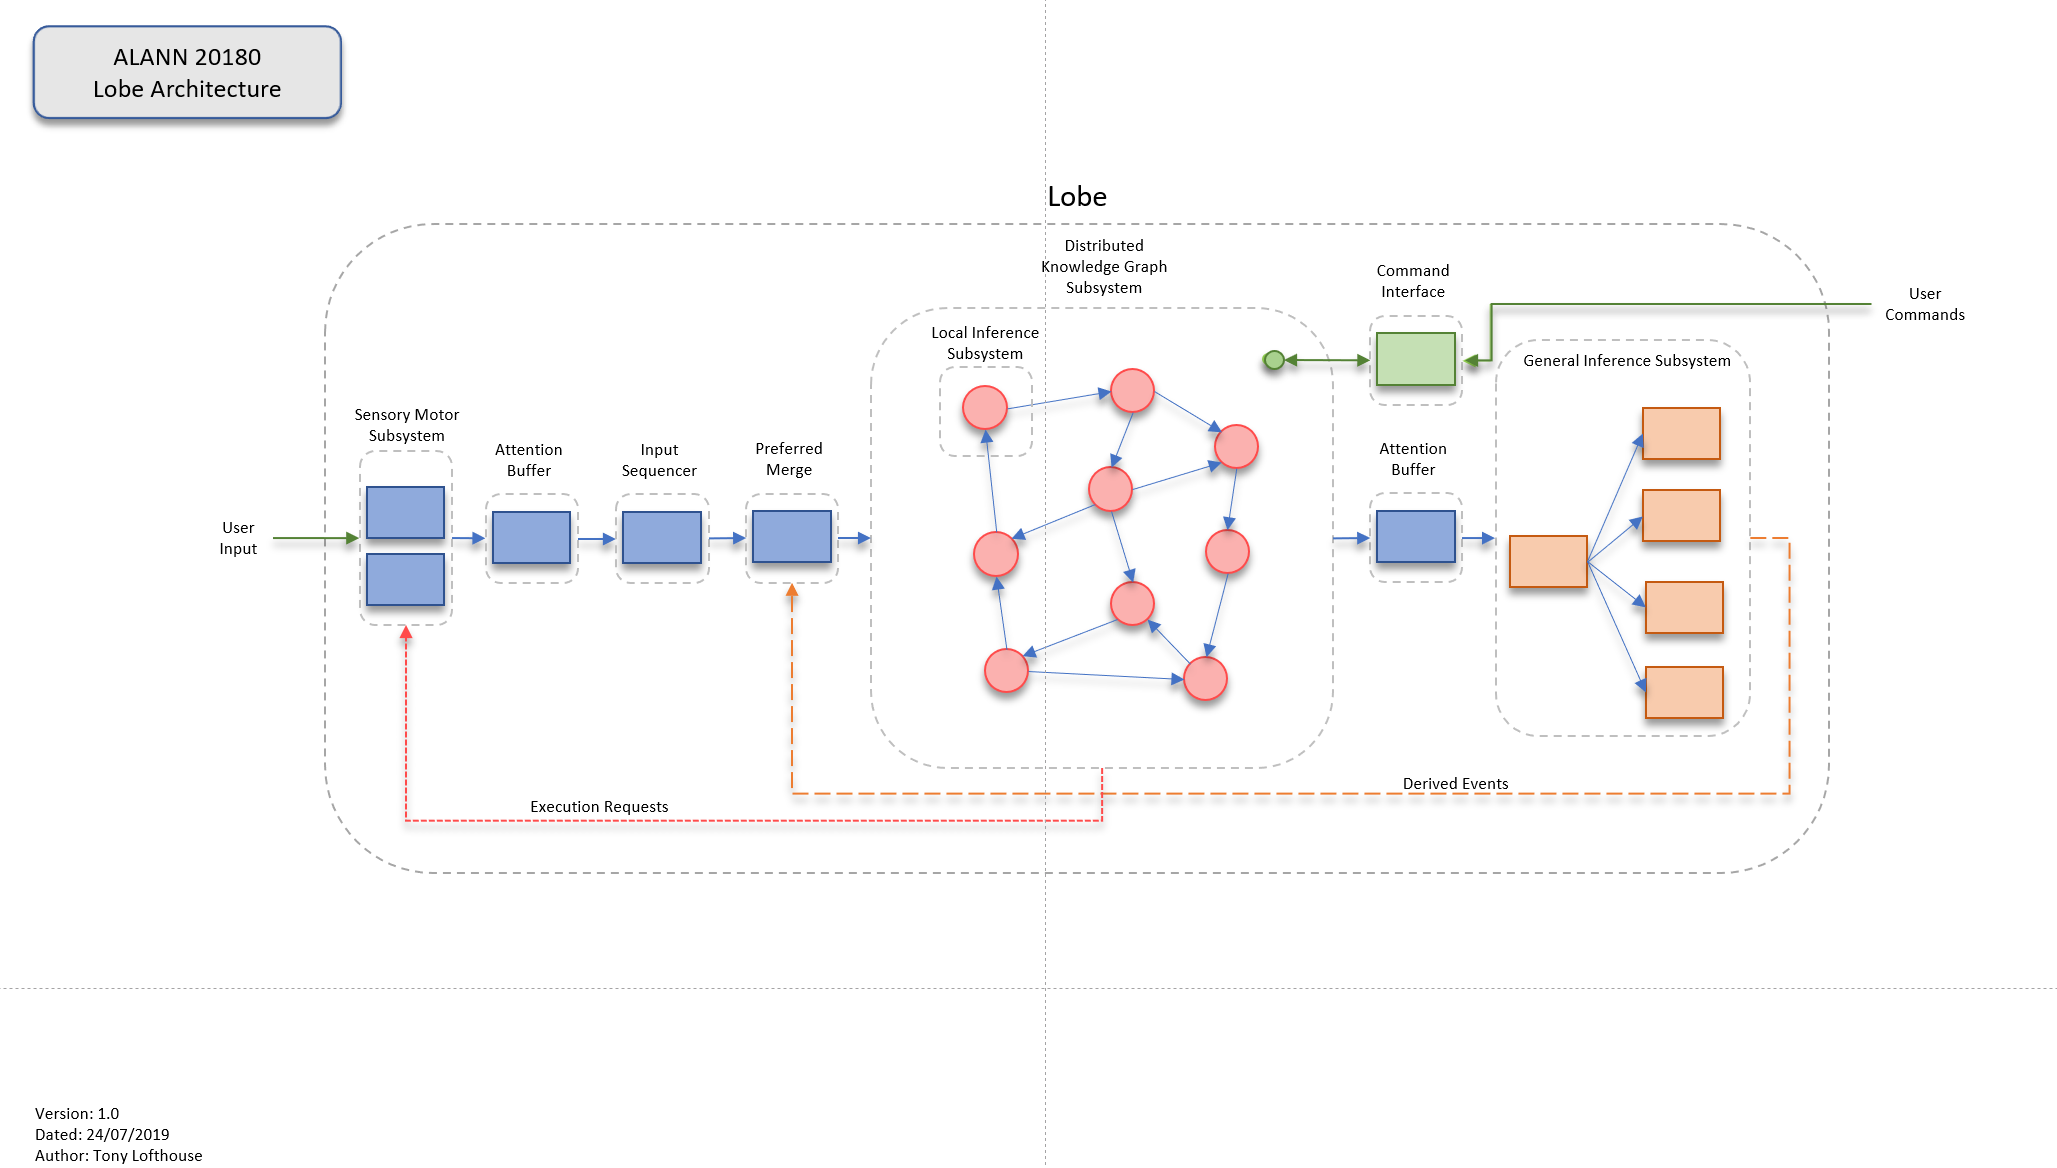 ALANN 20180
Lobe Architecture
Lobe
Distributed
Knowledge Graph
Subsystem
Command
Interface
User
Commands
Local Inference
Subsystem
General Inference Subsystem
Sensory Motor
Subsystem
Attention
Buffer
Input
Sequencer
Preferred
Merge
Attention
Buffer
User
Input
Derived Events
Execution Requests
Version: 1.0
Dated: 24/07/2019
Author: Tony Lofthouse